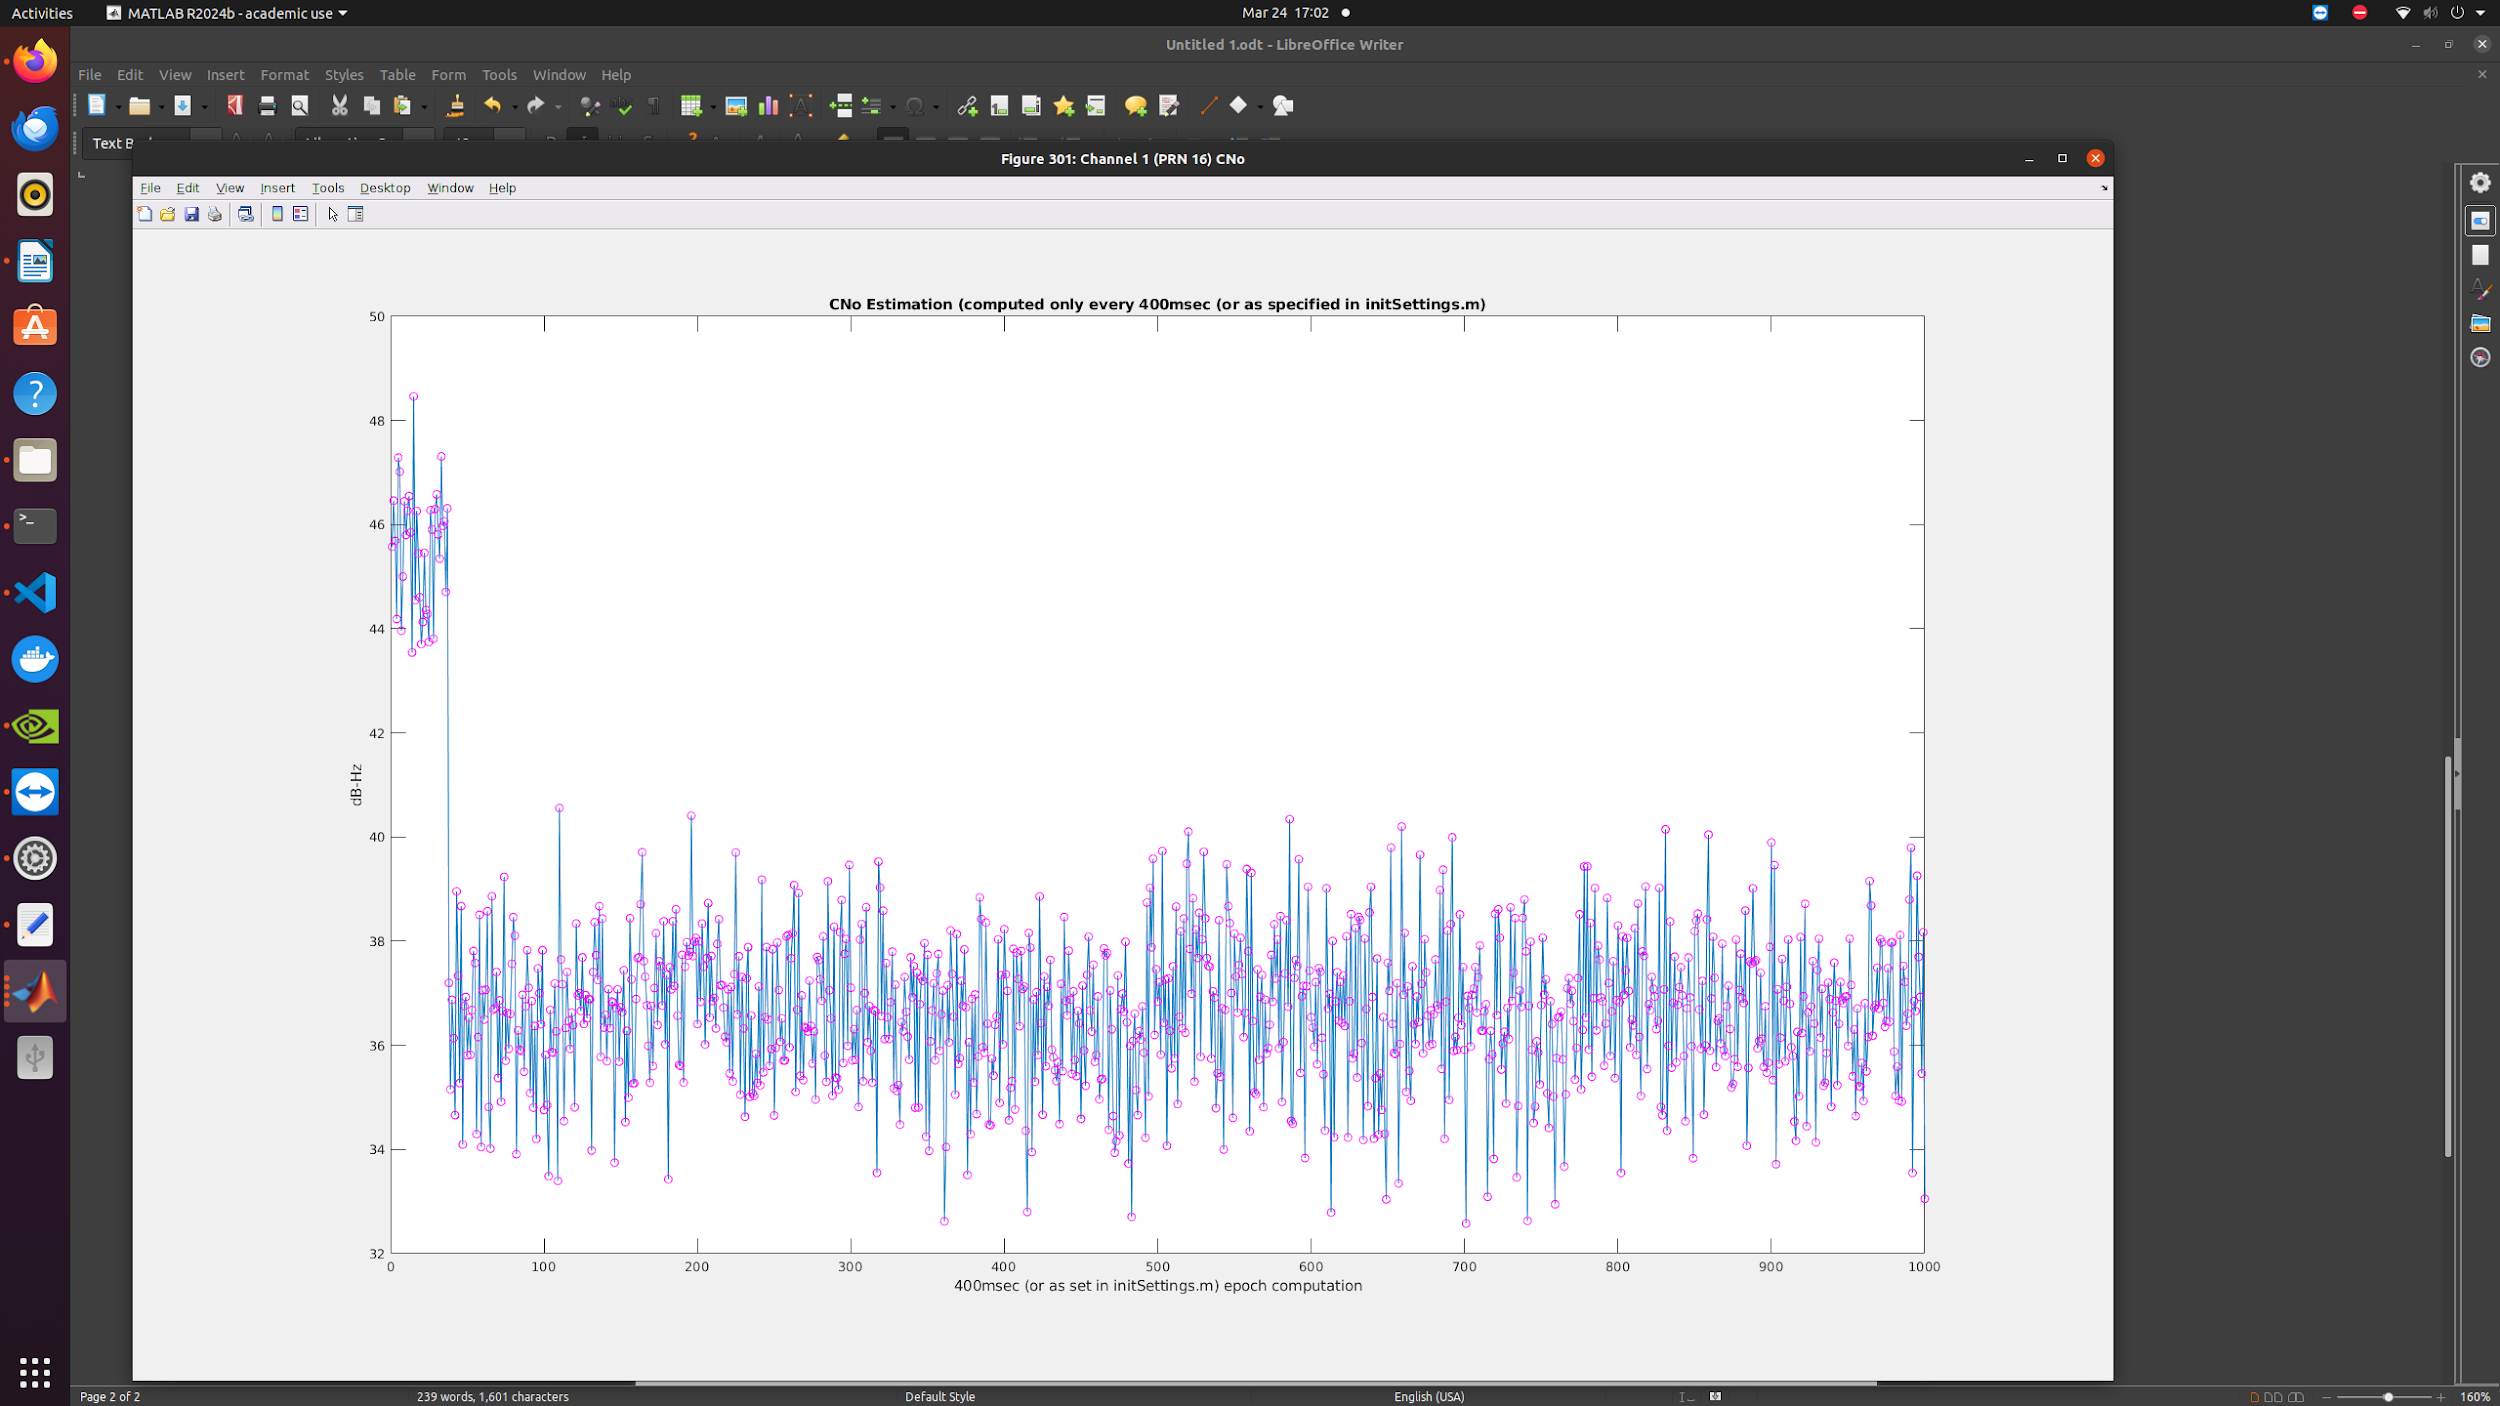 Activities
MATLAB R2024b - academic use
Mar 24 17:02
Untitled 1.odt - LibreOffice Writer
File Edit View Insert Format Styles Table Form Tools Window Help
Text B
Figure 301: Channel 1 (PRN 16) CNo
File Edit View Insert Tools Desktop Window Help
CNo Estimation (computed only every 400msec (or as specified in initSettings.m)
50
48
46
44
42
40
38
36
34
32
dB-Hz
0 100 200 300 400 500 600 700 800 900 1000
400msec (or as set in initSettings.m) epoch computation
Page 2 of 2
239 words, 1,601 characters
Default Style
English (USA)
160%